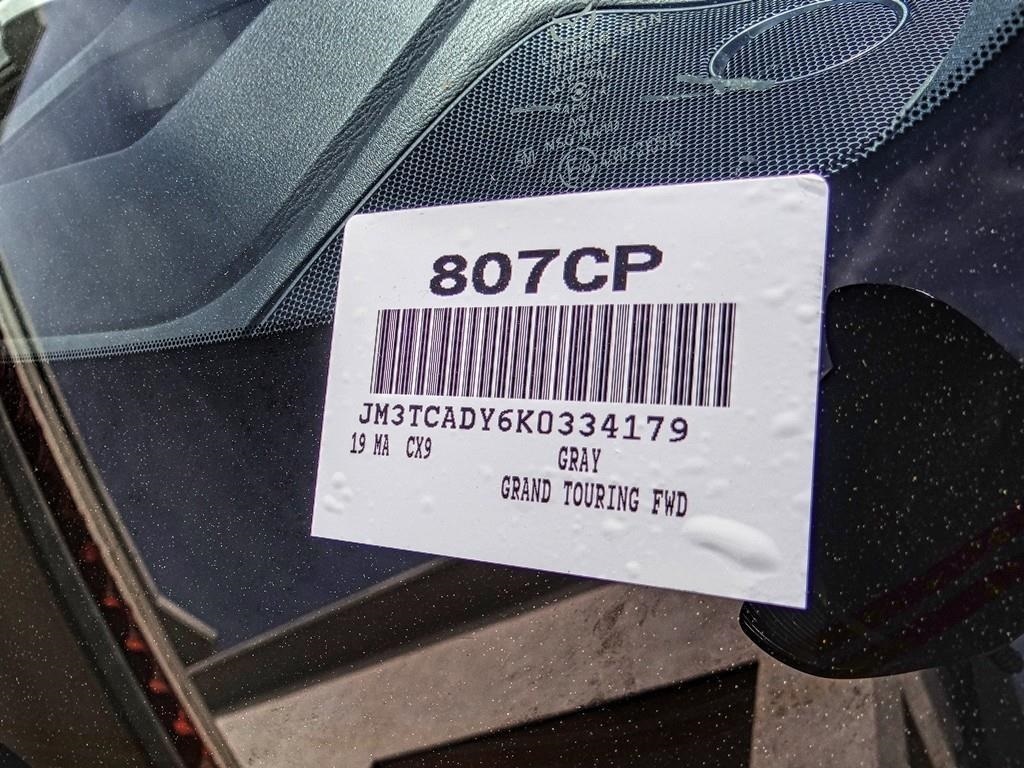 807CP
JM3TCADY6K0334179
19 MA CX9
GRAY
GRAND TOURING FWD